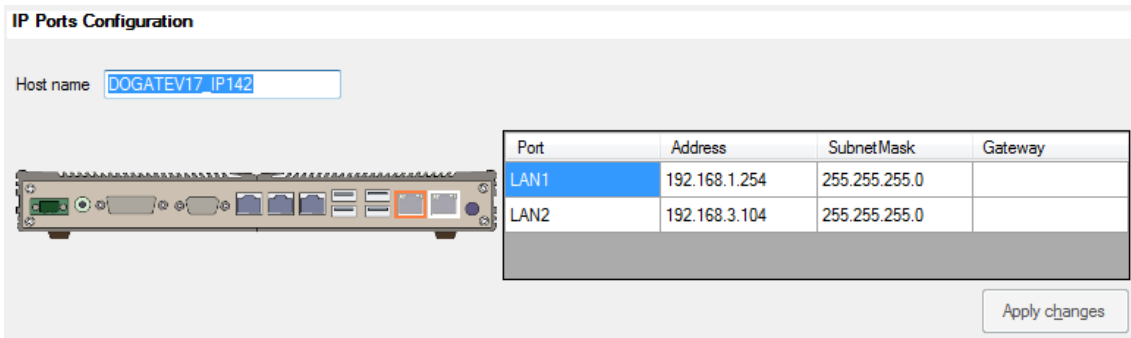 IP Ports Configuration
Host name DOGATEV17_IP142
Port Address SubnetMask Gateway
LAN1 192.168.1.254 255.255.255.0
LAN2 192.168.3.104 255.255.255.0
Apply changes